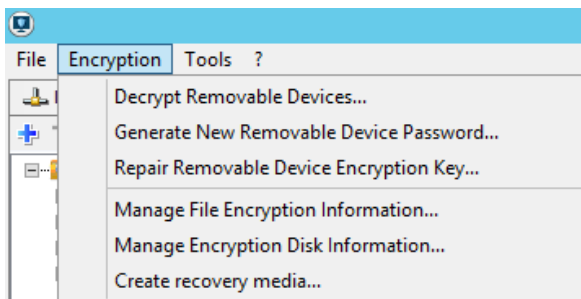 File Encryption Tools ?
Decrypt Removable Devices...
Generate New Removable Device Password...
Repair Removable Device Encryption Key...
Manage File Encryption Information...
Manage Encryption Disk Information...
Create recovery media...